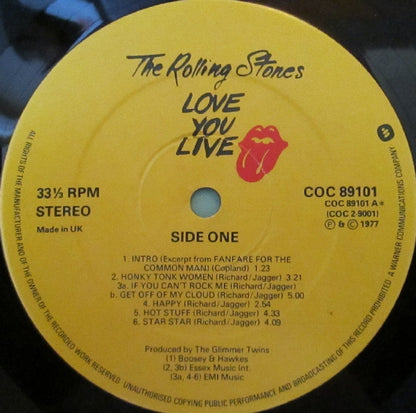 The Rolling Stones
LOVE
YOU
LIVE
33⅓ RPM
STEREO
Made in UK
COC 89101
COC 89101 A*
(COC 2-9001)
Ⓟ & © 1977
SIDE ONE
1. INTRO (Excerpt from FANFARE FOR THE
COMMON MAN) (Copland) 1.23
2. HONKY TONK WOMEN (Richard/Jagger) 3.21
3a. IF YOU CAN'T ROCK ME (Richard/Jagger)
b. GET OFF OF MY CLOUD (Richard/Jagger) 5.00
4. HAPPY (Richard/Jagger) 2.54
5. HOT STUFF (Richard/Jagger) 4.33
6. STAR STAR (Richard/Jagger) 4.09
Produced by The Glimmer Twins
(1) Boosey & Hawkes
(2, 3b) Essex Music Int.
(3a, 4-6) EMI Music
ALL RIGHTS OF THE MANUFACTURER AND OF THE OWNER OF THE RECORDED WORK RESERVED UNAUTHORISED COPYING PUBLIC PERFORMANCE AND BROADCASTING OF THIS RECORD PROHIBITED A WARNER COMMUNICATIONS COMPANY